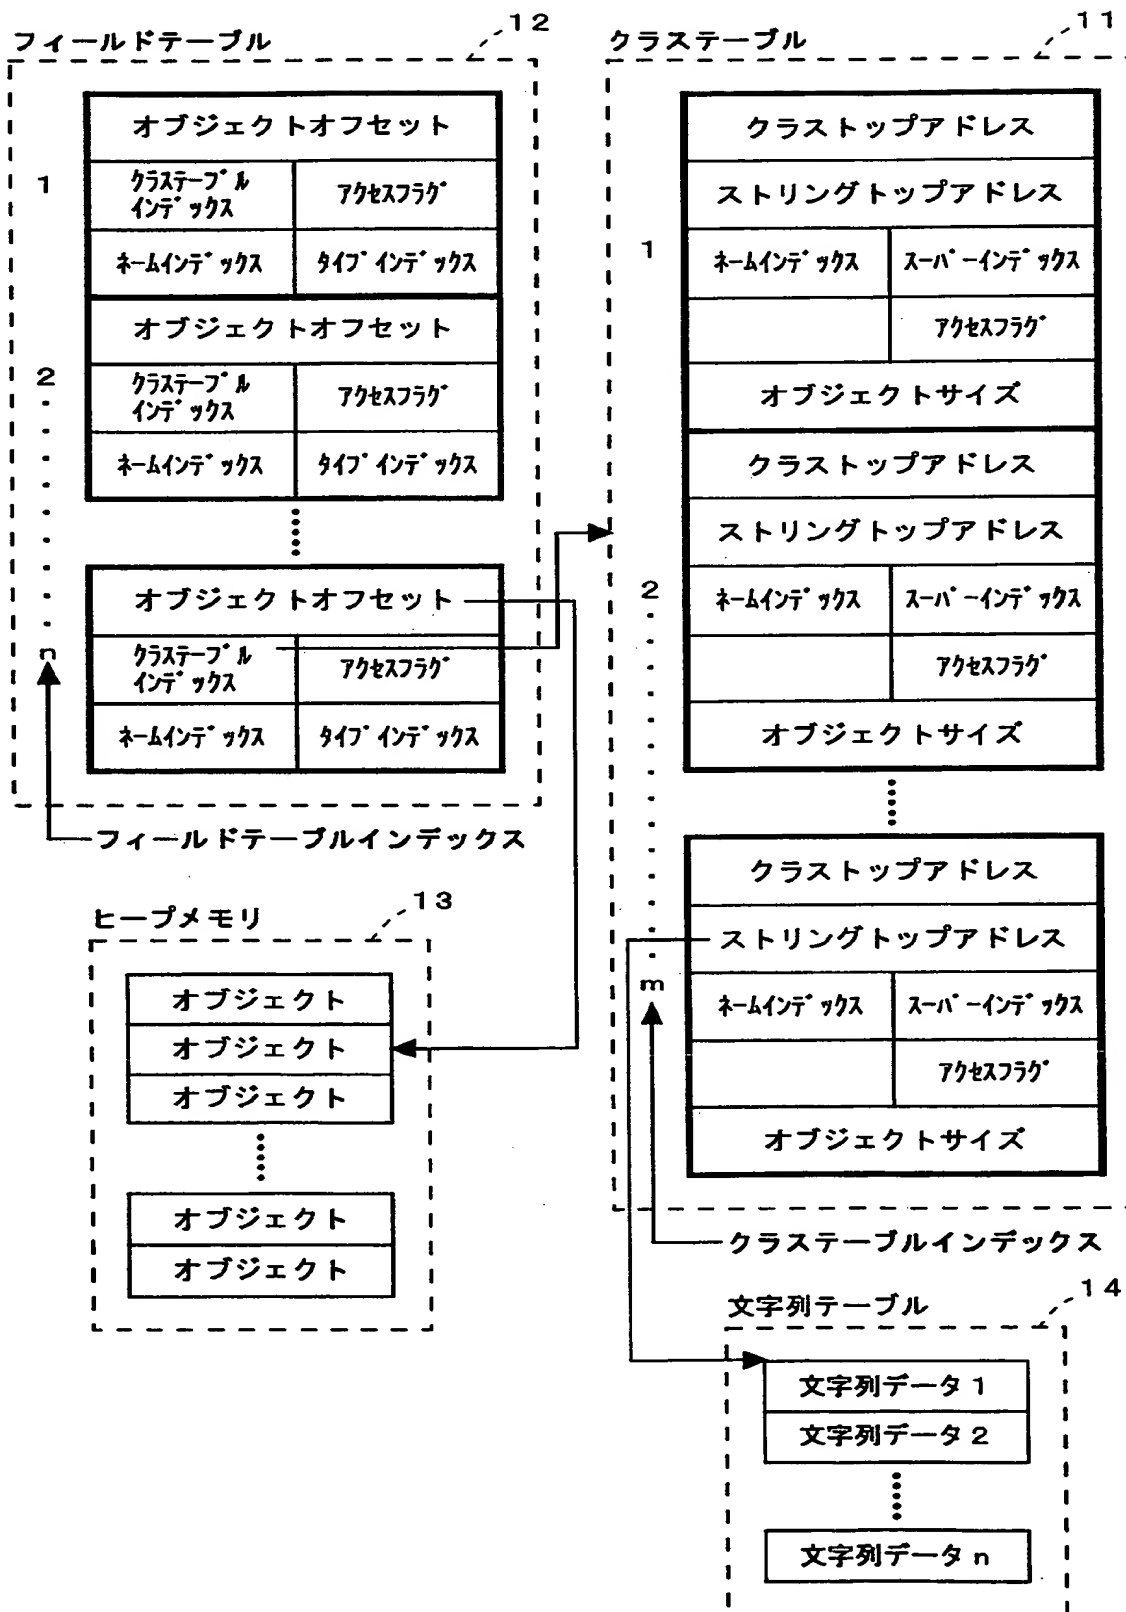 フィールドテーブル
12
1
オブジェクトオフセット
クラステーブル
インデックス
アクセスフラグ
ネームインデックス
タイプインデックス
2
オブジェクトオフセット
クラステーブル
インデックス
アクセスフラグ
ネームインデックス
タイプインデックス
n
オブジェクトオフセット
クラステーブル
インデックス
アクセスフラグ
ネームインデックス
タイプインデックス
フィールドテーブルインデックス
ヒープメモリ
13
オブジェクト
オブジェクト
オブジェクト
オブジェクト
オブジェクト
クラステーブル
11
1
クラストップアドレス
ストリングトップアドレス
ネームインデックス
スーパーインデックス
アクセスフラグ
オブジェクトサイズ
2
クラストップアドレス
ストリングトップアドレス
ネームインデックス
スーパーインデックス
アクセスフラグ
オブジェクトサイズ
m
クラストップアドレス
ストリングトップアドレス
ネームインデックス
スーパーインデックス
アクセスフラグ
オブジェクトサイズ
クラステーブルインデックス
文字列テーブル
14
文字列データ1
文字列データ2
文字列データn